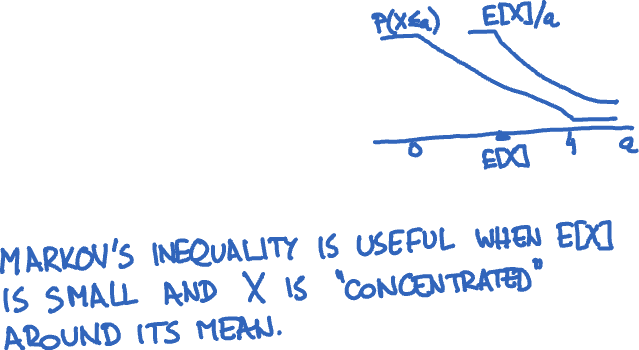 P(X≤a) E[X]/a
0 E[X] 4 a
MARKOV'S INEQUALITY IS USEFUL WHEN E[X]
IS SMALL AND X IS "CONCENTRATED"
AROUND ITS MEAN.